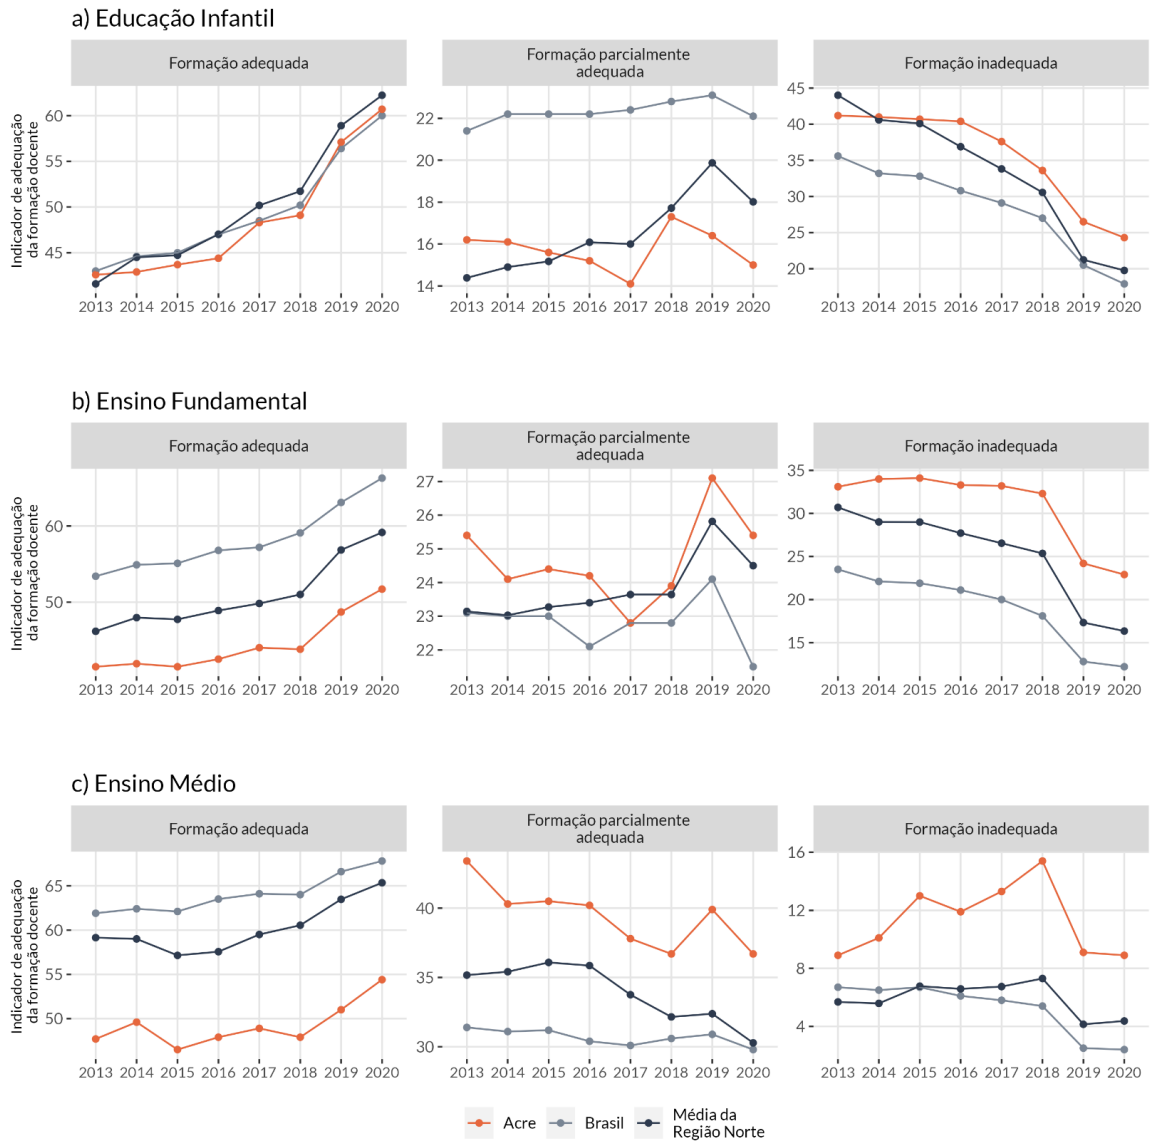 a) Educação Infantil
Formação adequada
Formação parcialmente
adequada
Formação inadequada
Indicador de adequação
da formação docente
60
55
50
45
22
20
18
16
14
45
40
35
30
25
20
2013 2014 2015 2016 2017 2018 2019 2020
2013 2014 2015 2016 2017 2018 2019 2020
2013 2014 2015 2016 2017 2018 2019 2020
b) Ensino Fundamental
Formação adequada
Formação parcialmente
adequada
Formação inadequada
Indicador de adequação
da formação docente
60
50
27
26
25
24
23
22
35
30
25
20
15
2013 2014 2015 2016 2017 2018 2019 2020
2013 2014 2015 2016 2017 2018 2019 2020
2013 2014 2015 2016 2017 2018 2019 2020
c) Ensino Médio
Formação adequada
Formação parcialmente
adequada
Formação inadequada
Indicador de adequação
da formação docente
65
60
55
50
40
35
30
16
12
8
4
2013 2014 2015 2016 2017 2018 2019 2020
2013 2014 2015 2016 2017 2018 2019 2020
2013 2014 2015 2016 2017 2018 2019 2020
Acre
Brasil
Média da
Região Norte